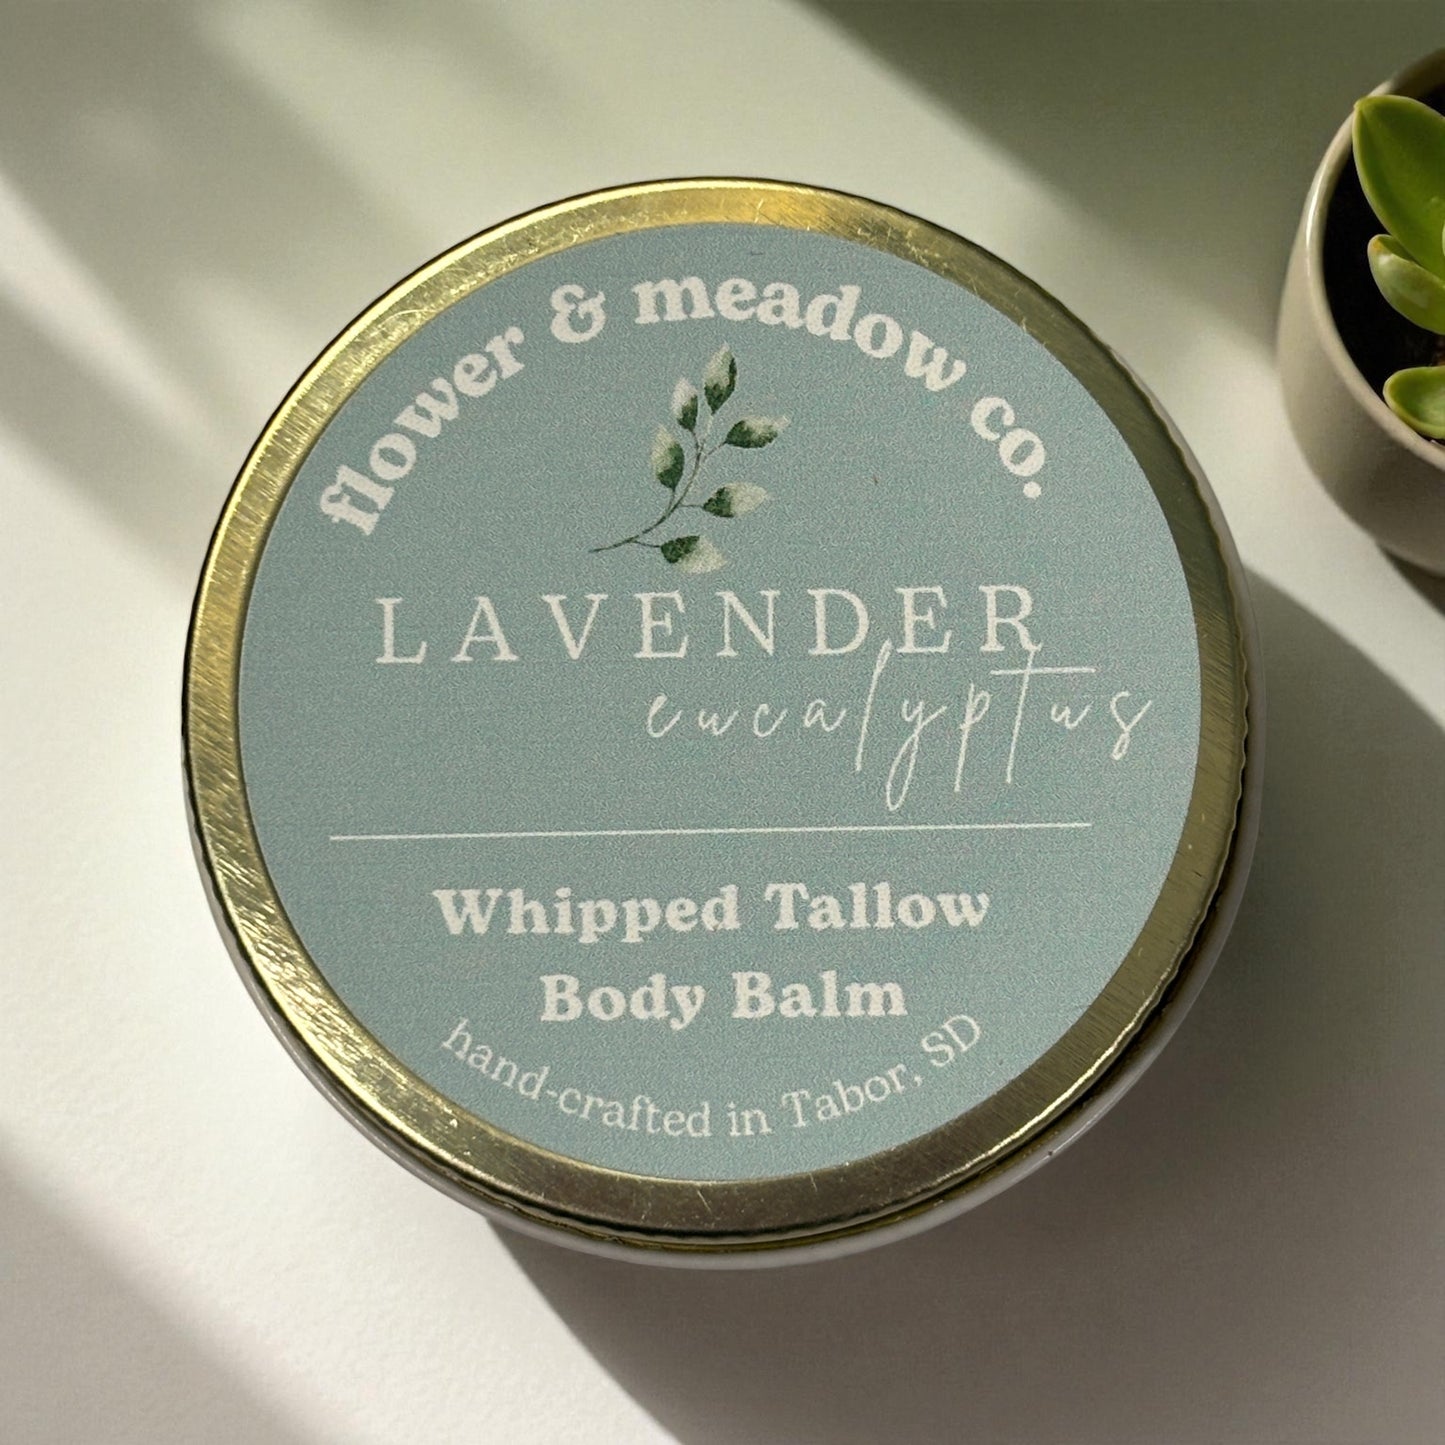 flower & meadow co.
LAVENDER
eucalyptus
Whipped Tallow
Body Balm
hand-crafted in Tabor, SD